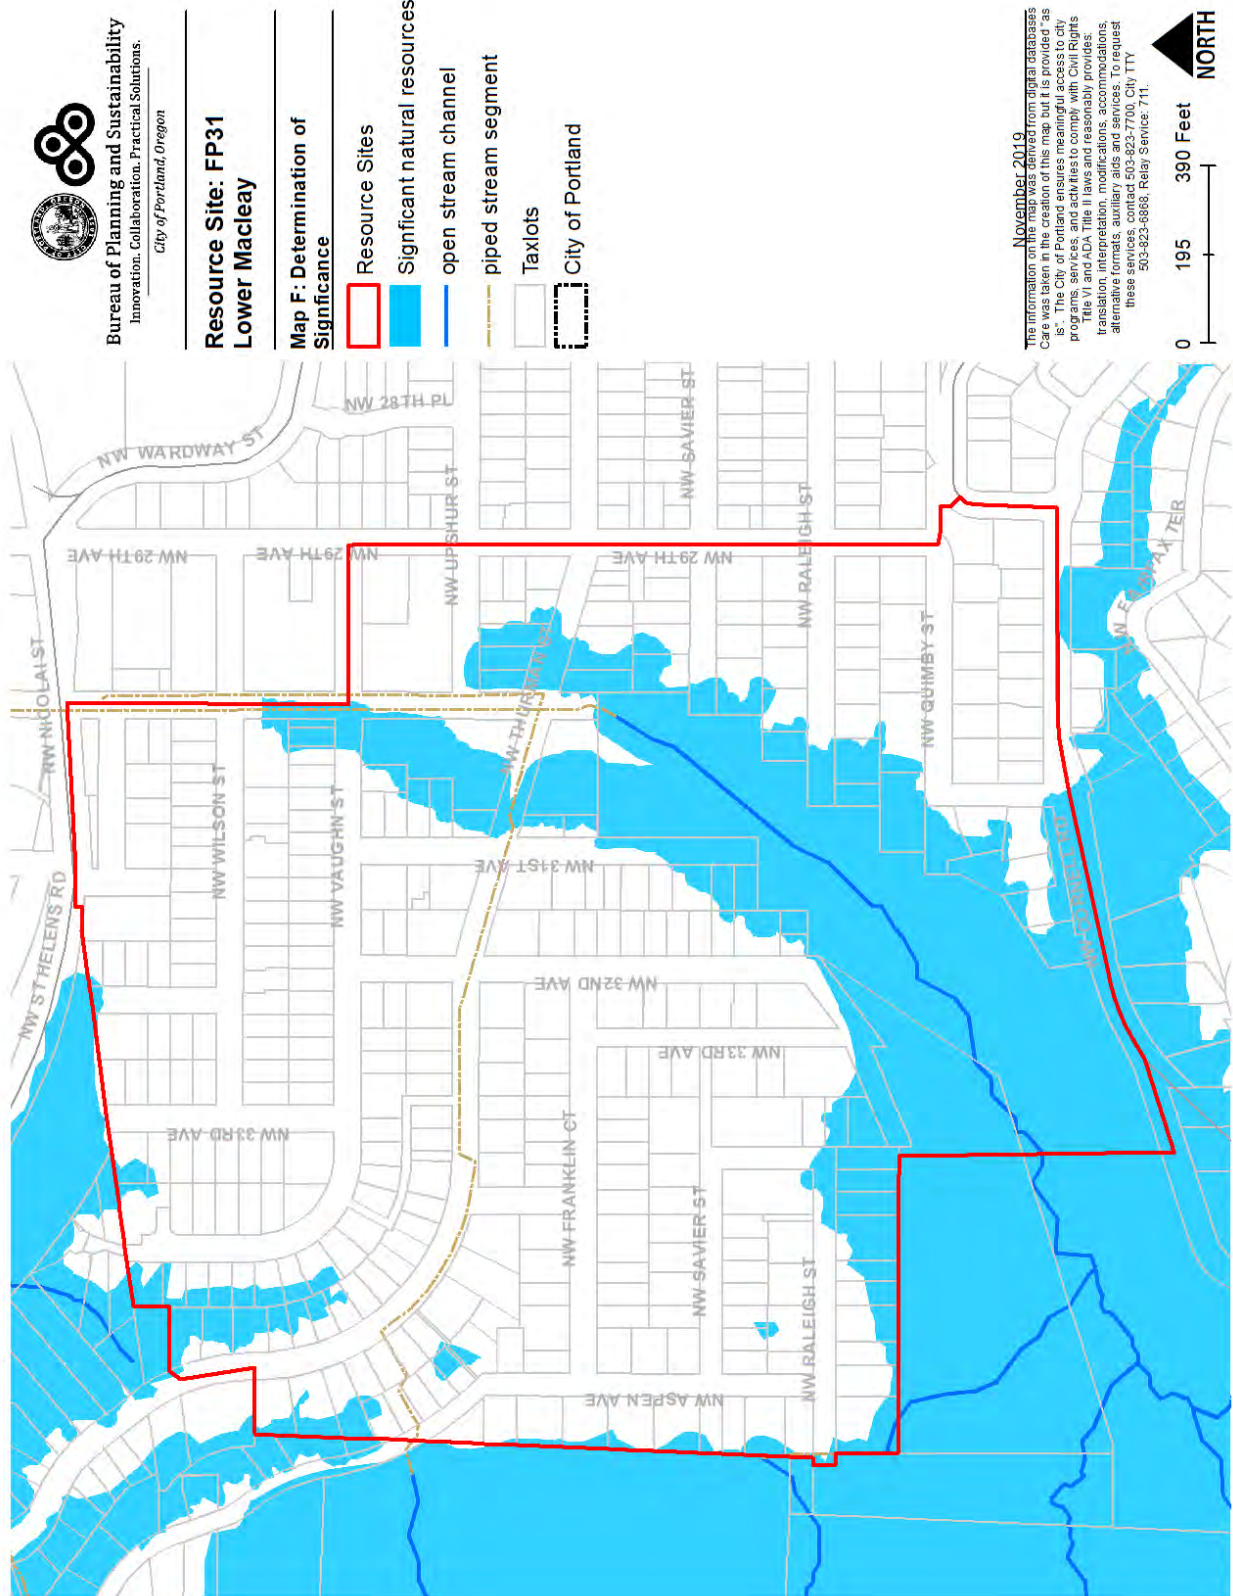 Bureau of Planning and Sustainability
Innovation. Collaboration. Practical Solutions.
City of Portland, Oregon
Resource Site: FP31
Lower Macleay
Map F: Determination of
Signficance
Resource Sites
Signficant natural resources
open stream channel
piped stream segment
Taxlots
City of Portland
November 2019
The information on the map was derived from digital databases
Care was taken in the creation of this map but it is provided "as
is". The City of Portland ensures meaningful access to city
programs, services, and activities to comply with Civil Rights
Title VI and ADA Title II laws and reasonably provides:
translation, interpretation, modifications, accommodations,
alternative formats, auxiliary aids and services. To request
these services, contact 503-823-7700, City TTY
503-823-6868, Relay Service: 711.
0 195 390 Feet
NORTH
NW WARDWAY ST
NW 28TH PL
NW 29TH AVE
NW 29TH AVE
NW
NW UPSHUR ST
NW SAVIER ST
NW 29TH AVE
NW RALEIGH ST
NW QUIMBY ST
NW FAIRFAX TER
NW NICOLAI ST
NW THURMAN ST
NW WILSON ST
NW VAUGHN ST
NW 31ST AVE
NW ST HELENS RD
NW CORNELL RD
NW 32ND AVE
NW 33RD AVE
NW 33RD AVE
NW FRANKLIN CT
NW SAVIER ST
NW RALEIGH ST
NW ASPEN AVE